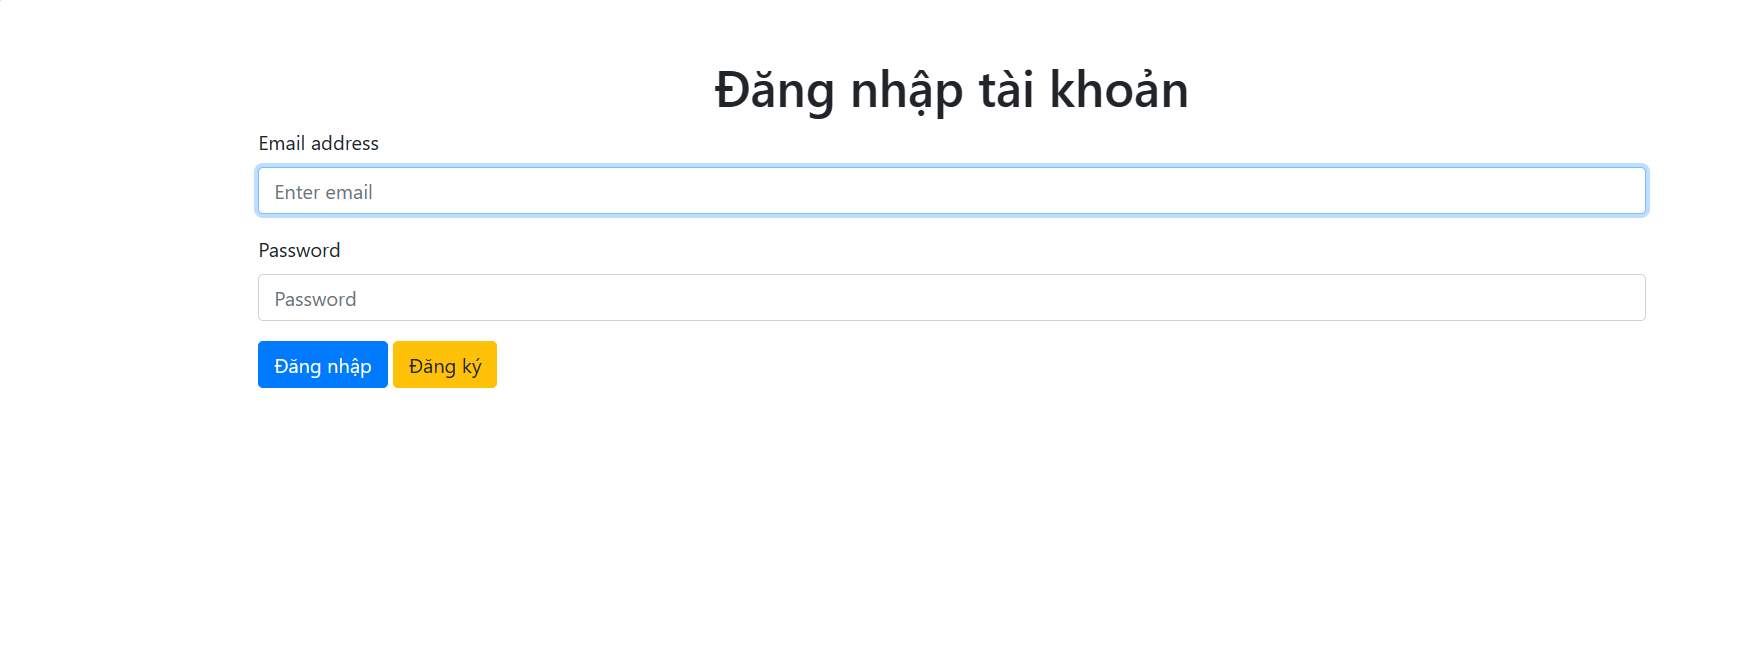 Đăng nhập tài khoản
Email address
Enter email
Password
Password
Đăng nhập Đăng ký